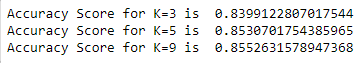 Accuracy Score for K=3 is  0.8399122807017544
Accuracy Score for K=5 is  0.8530701754385965
Accuracy Score for K=9 is  0.8552631578947368